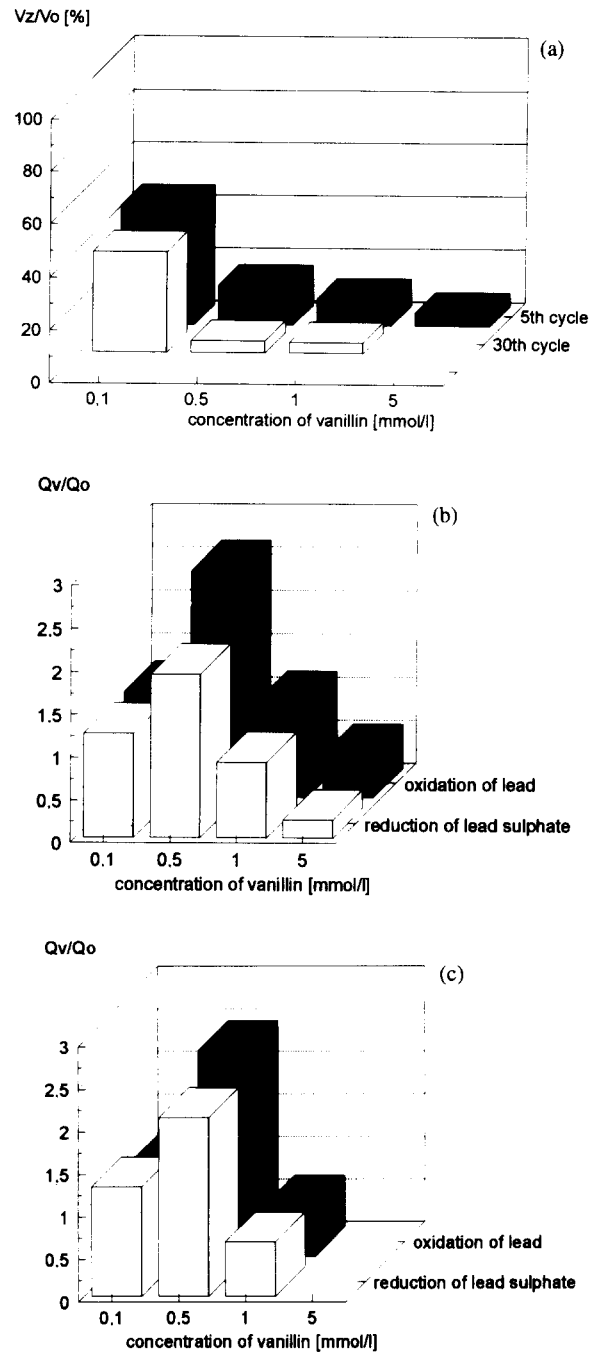 Vz/Vo [%]
(a)
100
80
60
40
20
0
5th cycle
30th cycle
0.1 0.5 1 5
concentration of vanillin [mmol/l]
Qv/Qo
(b)
3
2.5
2
1.5
1
0.5
0
oxidation of lead
reduction of lead sulphate
0.1 0.5 1 5
concentration of vanillin [mmol/l]
Qv/Qo
(c)
3
2.5
2
1.5
1
0.5
0
oxidation of lead
reduction of lead sulphate
0.1 0.5 1 5
concentration of vanillin [mmol/l]